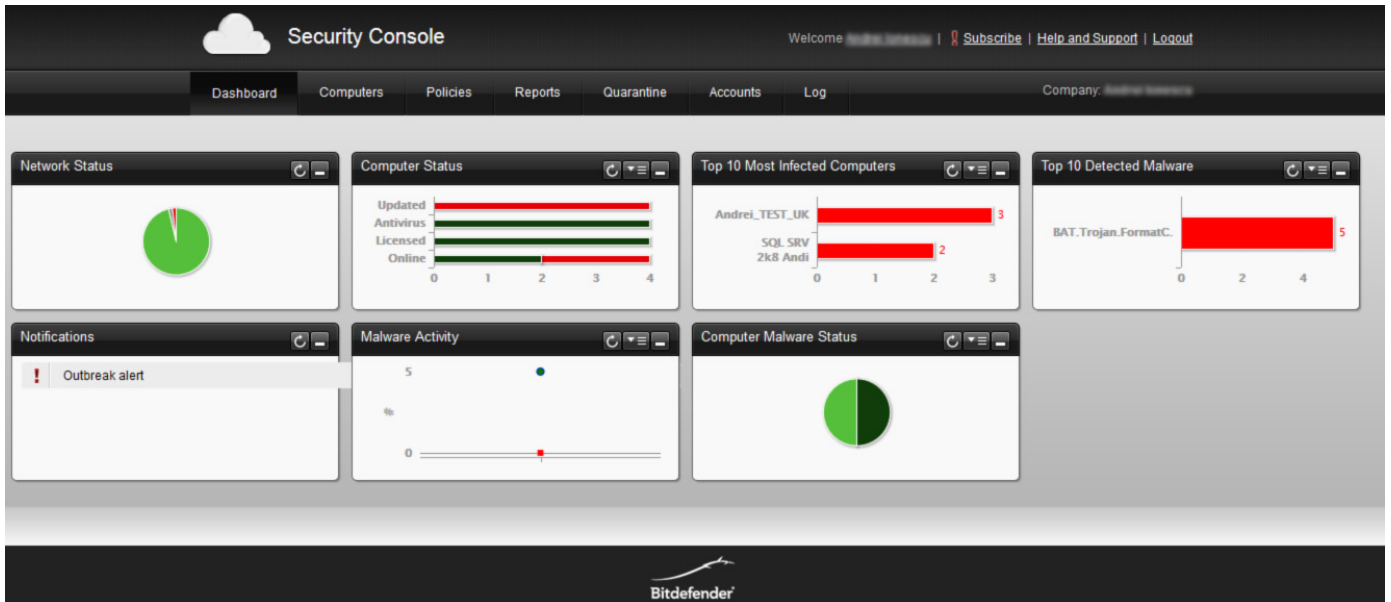 Security Console
Welcome | Subscribe | Help and Support | Logout
Dashboard Computers Policies Reports Quarantine Accounts Log Company:
Network Status
Computer Status
Updated
Antivirus
Licensed
Online
0 1 2 3 4
Top 10 Most Infected Computers
Andrei_TEST_UK 3
SQL SRV
2k8 Andi 2
0 1 2 3
Top 10 Detected Malware
BAT.Trojan.FormatC. 5
0 2 4
Notifications
! Outbreak alert
Malware Activity
5
#
0
Computer Malware Status
Bitdefender